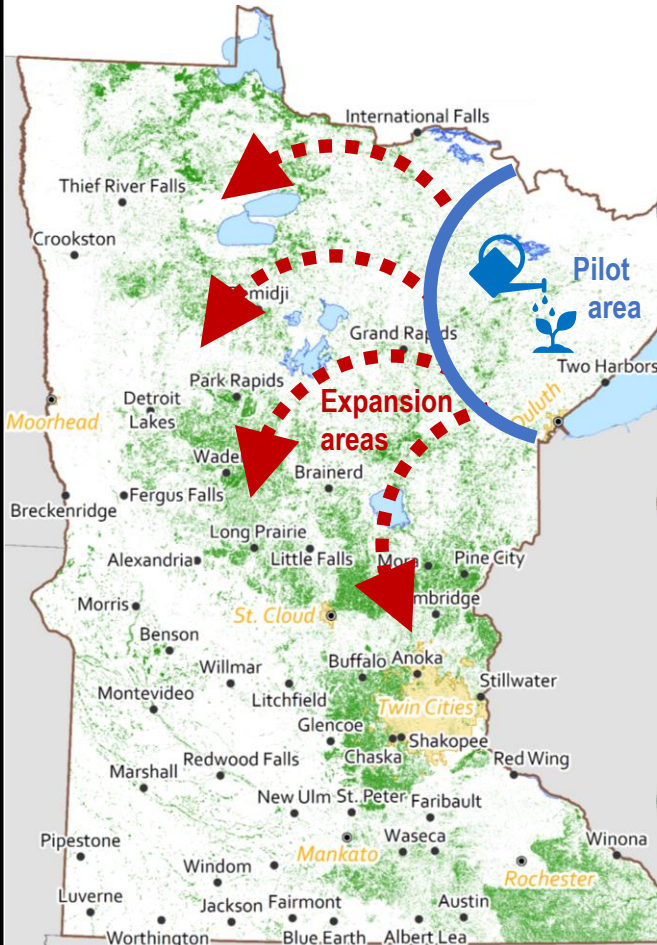 International Falls
Thief River Falls
Crookston
Pilot
area
emidji
Grand Rapids
Two Harbors
Park Rapids
Detroit
Lakes
Expansion
areas
Duluth
Moorhead
Wade
Brainerd
Fergus Falls
Breckenridge
Long Prairie
Little Falls
Alexandria
Mora
Pine City
Morris
mbridge
St. Cloud
Benson
Willmar
Buffalo
Anoka
Montevideo
Litchfield
Stillwater
Twin Cities
Glencoe
Shakopee
Chaska
Redwood Falls
Marshall
Red Wing
New Ulm
St. Peter
Faribault
Pipestone
Waseca
Winona
Mankato
Windom
Rochester
Luverne
Jackson
Fairmont
Austin
Worthington
Blue Earth
Albert Lea